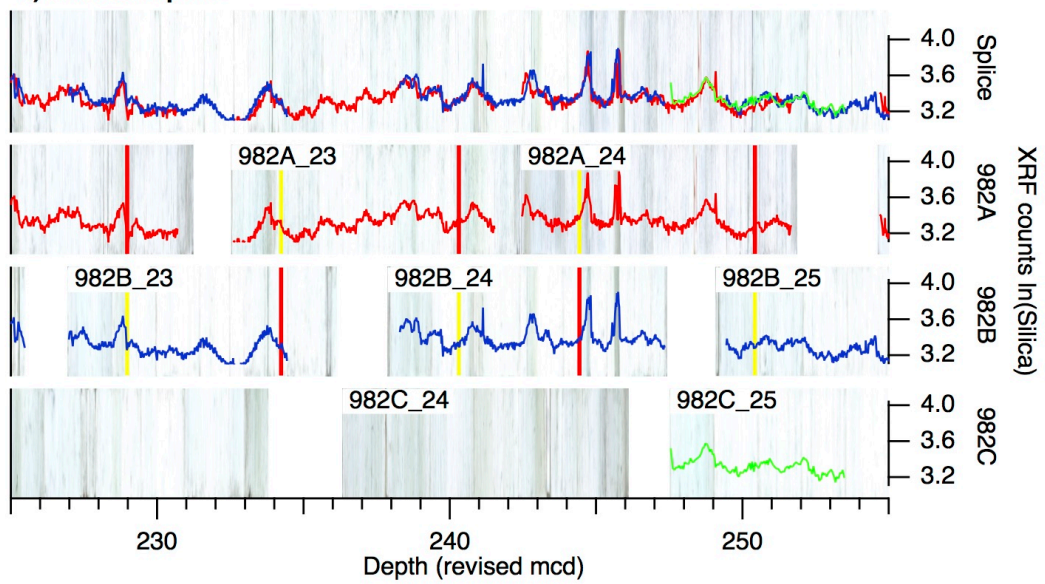 4.0
3.6
3.2
Splice
982A_23
982A_24
4.0
3.6
3.2
982A
XRF counts ln(Silica)
982B_23
982B_24
982B_25
4.0
3.6
3.2
982B
982C_24
982C_25
4.0
3.6
3.2
982C
230
240
250
Depth (revised mcd)